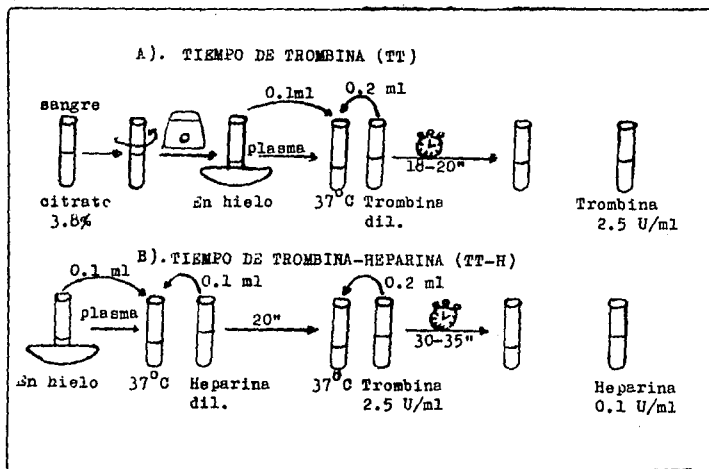 A). TIEMPO DE TROMBINA (TT)
0.1ml
0.2 ml
sangre
plasma
18-20"
citrato
3.8%
En hielo
37°C Trombina
dil.
Trombina
2.5 U/ml
B). TIEMPO DE TROMBINA-HEPARINA (TT-H)
0.1 ml
0.1 ml
0.2 ml
plasma
20"
30-35"
En hielo
37°C
Heparina
dil.
37°C Trombina
2.5 U/ml
Heparina
0.1 U/ml